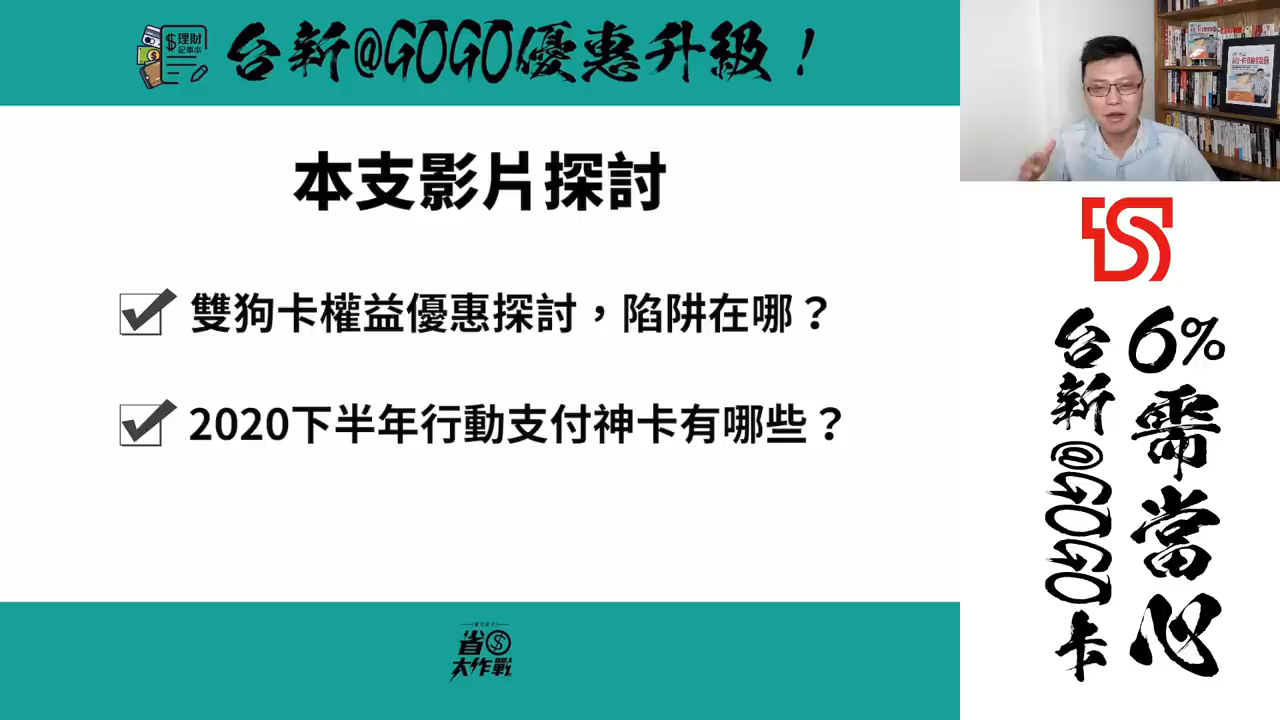 理財
記事本
台新@GOGO優惠升級！
本支影片探討
雙狗卡權益優惠探討，陷阱在哪？
2020下半年行動支付神卡有哪些？
省
大作戰
6%需當心
台新@GOGO卡
刷卡賺錢